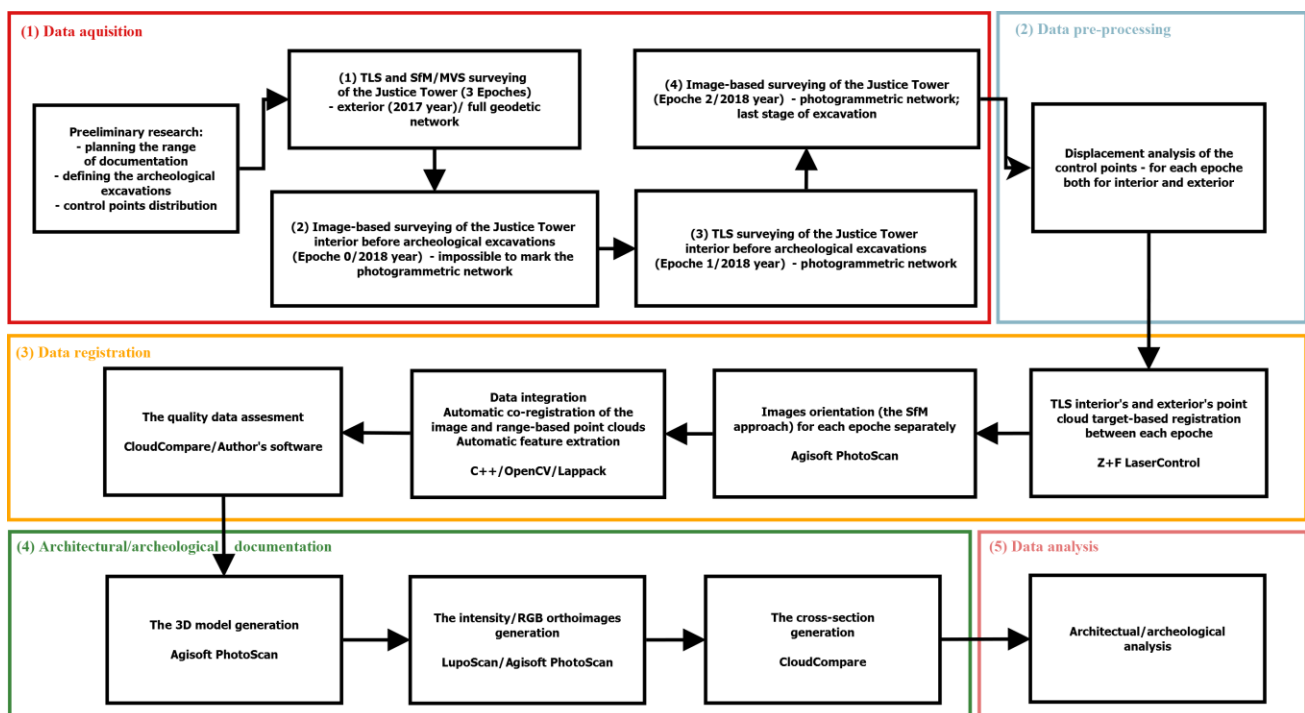 (1) Data aquisition
Preeliminary research:
- planning the range
of documentation
- defining the archeological
excavations
- control points distribution
(1) TLS and SfM/MVS surveying
of the Justice Tower (3 Epoches)
- exterior (2017 year)/ full geodetic
network
(2) Image-based surveying of the Justice Tower
interior before archeological excavations
(Epoche 0/2018 year) - impossible to mark the
photogrammetric network
(3) TLS surveying of the Justice Tower
interior before archeological excavations
(Epoche 1/2018 year) - photogrammetric network
(4) Image-based surveying of the Justice Tower
(Epoche 2/2018 year) - photogrammetric network;
last stage of excavation
(2) Data pre-processing
Displacement analysis of the
control points - for each epoche
both for interior and exterior
(3) Data registration
TLS interior's and exterior's point
cloud target-based registration
between each epoche
Z+F LaserControl
Images orientation (the SfM
approach) for each epoche separately
Agisoft PhotoScan
Data integration
Automatic co-registration of the
image and range-based point clouds
Automatic feature extration
C++/OpenCV/Lappack
The quality data assesment
CloudCompare/Author's software
(4) Architectural/archeological documentation
The 3D model generation
Agisoft PhotoScan
The intensity/RGB orthoimages
generation
LupoScan/Agisoft PhotoScan
The cross-section
generation
CloudCompare
(5) Data analysis
Architectual/archeological
analysis